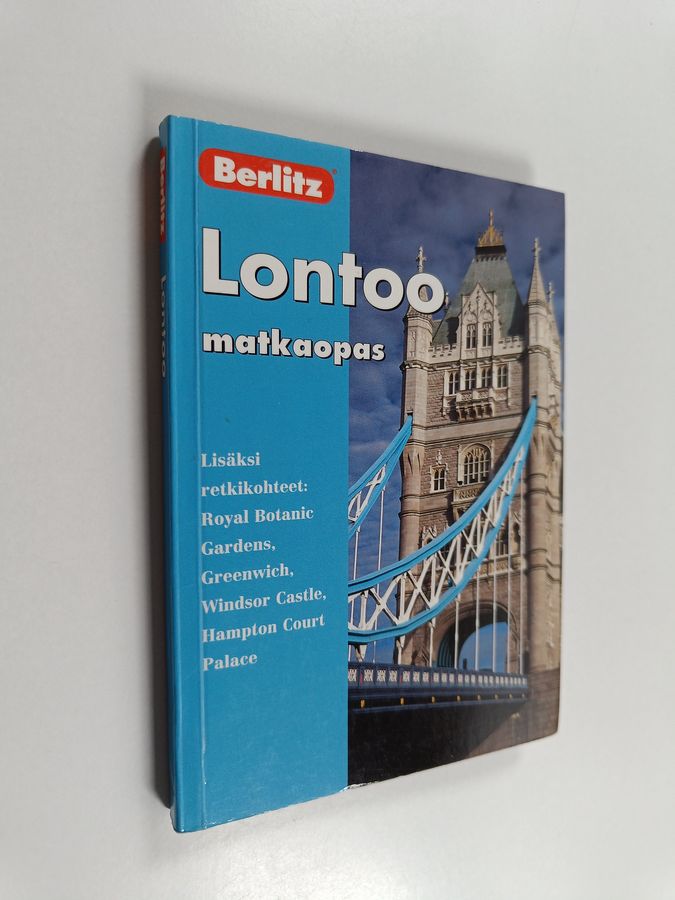 Berlitz
Lontoo
matkaopas
Lisäksi
retkikohteet:
Royal Botanic
Gardens,
Greenwich,
Windsor Castle,
Hampton Court
Palace
Berlitz
Lontoo